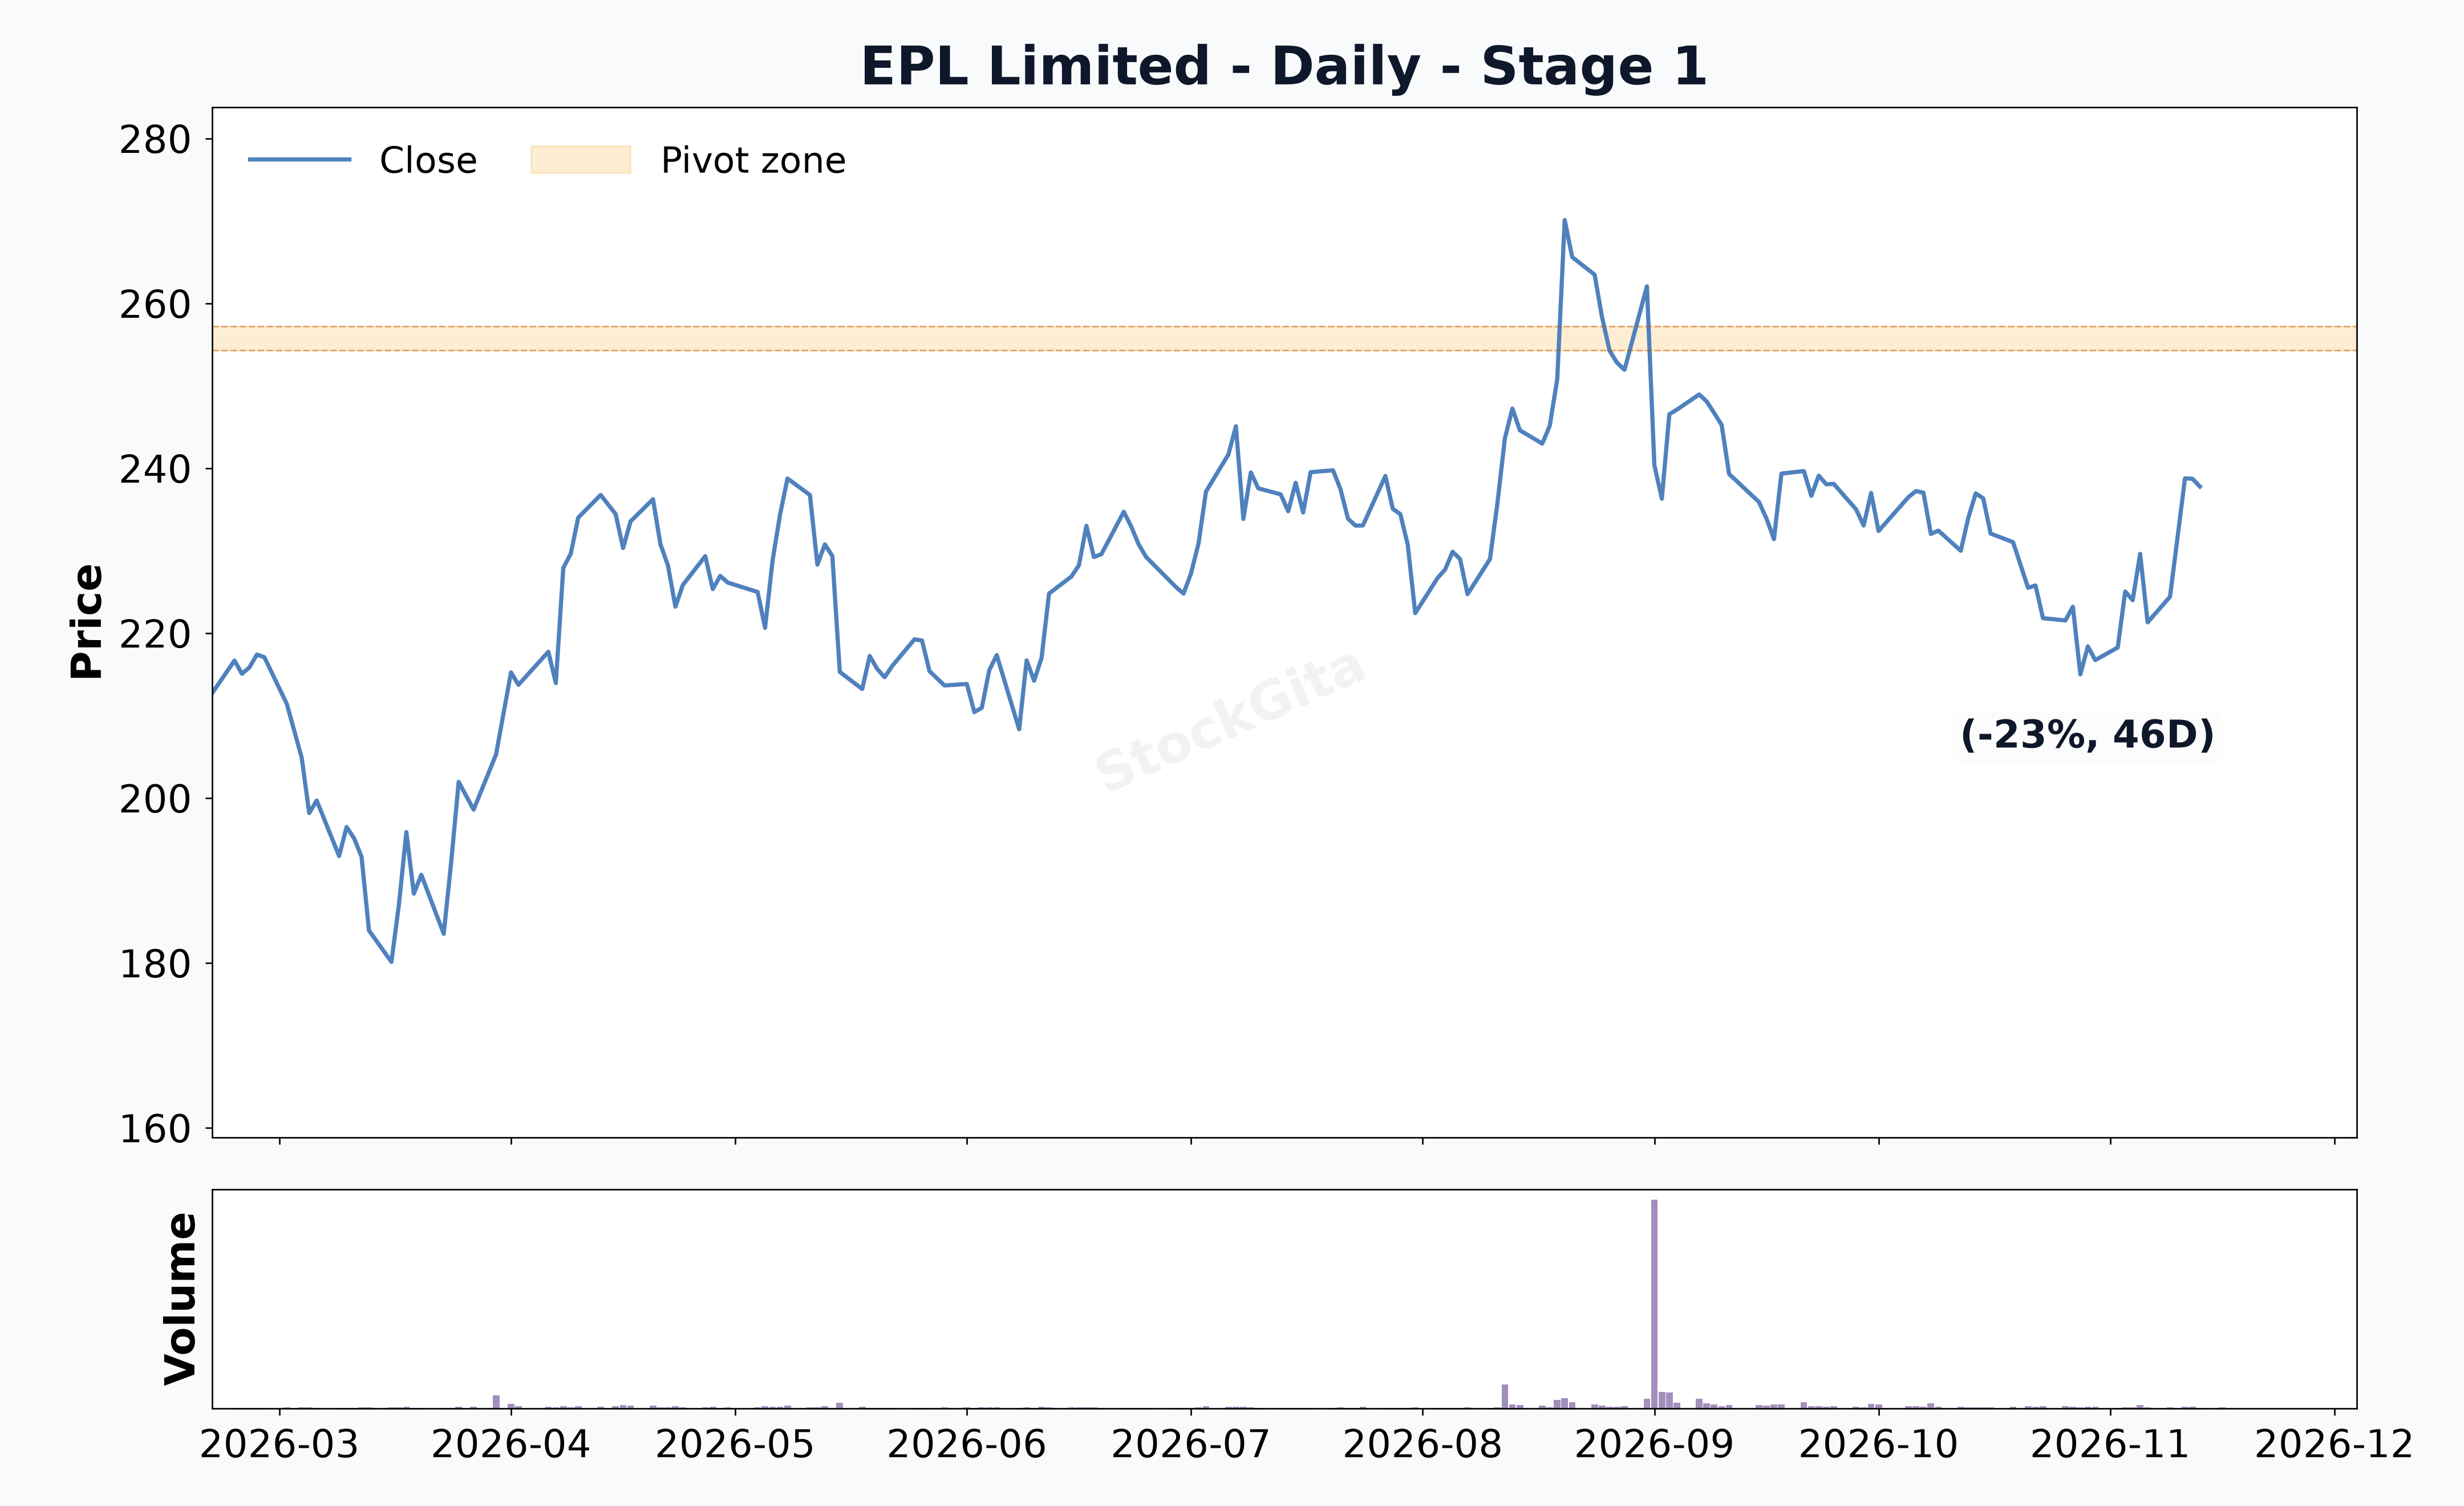 EPL Limited - Daily - Stage 1
Close
Pivot zone
Price
280
260
240
220
200
180
160
StockGita
(-23%, 46D)
Volume
2026-03
2026-04
2026-05
2026-06
2026-07
2026-08
2026-09
2026-10
2026-11
2026-12